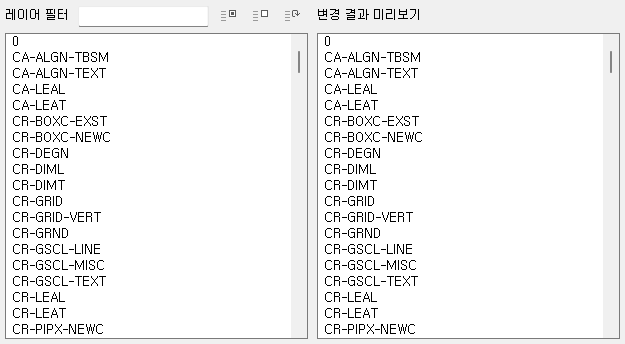 레이어 필터
0
CA-ALGN-TBSM
CA-ALGN-TEXT
CA-LEAL
CA-LEAT
CR-BOXC-EXST
CR-BOXC-NEWC
CR-DEGN
CR-DIML
CR-DIMT
CR-GRID
CR-GRID-VERT
CR-GRND
CR-GSCL-LINE
CR-GSCL-MISC
CR-GSCL-TEXT
CR-LEAL
CR-LEAT
CR-PIPX-NEWC
변경 결과 미리보기
0
CA-ALGN-TBSM
CA-ALGN-TEXT
CA-LEAL
CA-LEAT
CR-BOXC-EXST
CR-BOXC-NEWC
CR-DEGN
CR-DIML
CR-DIMT
CR-GRID
CR-GRID-VERT
CR-GRND
CR-GSCL-LINE
CR-GSCL-MISC
CR-GSCL-TEXT
CR-LEAL
CR-LEAT
CR-PIPX-NEWC